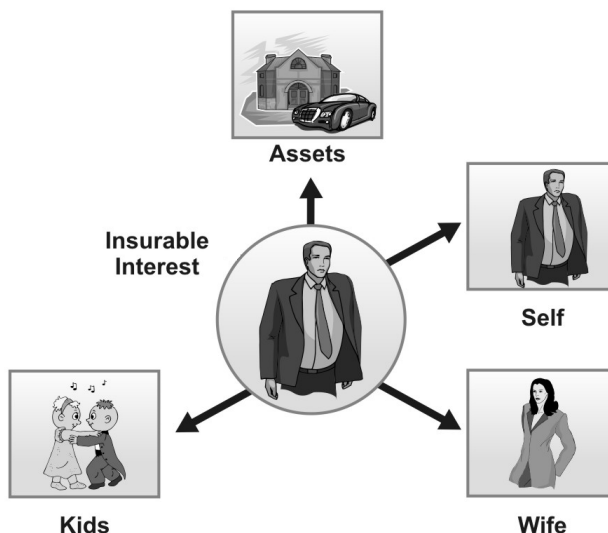 Assets
Insurable
Interest
Self
Kids
Wife